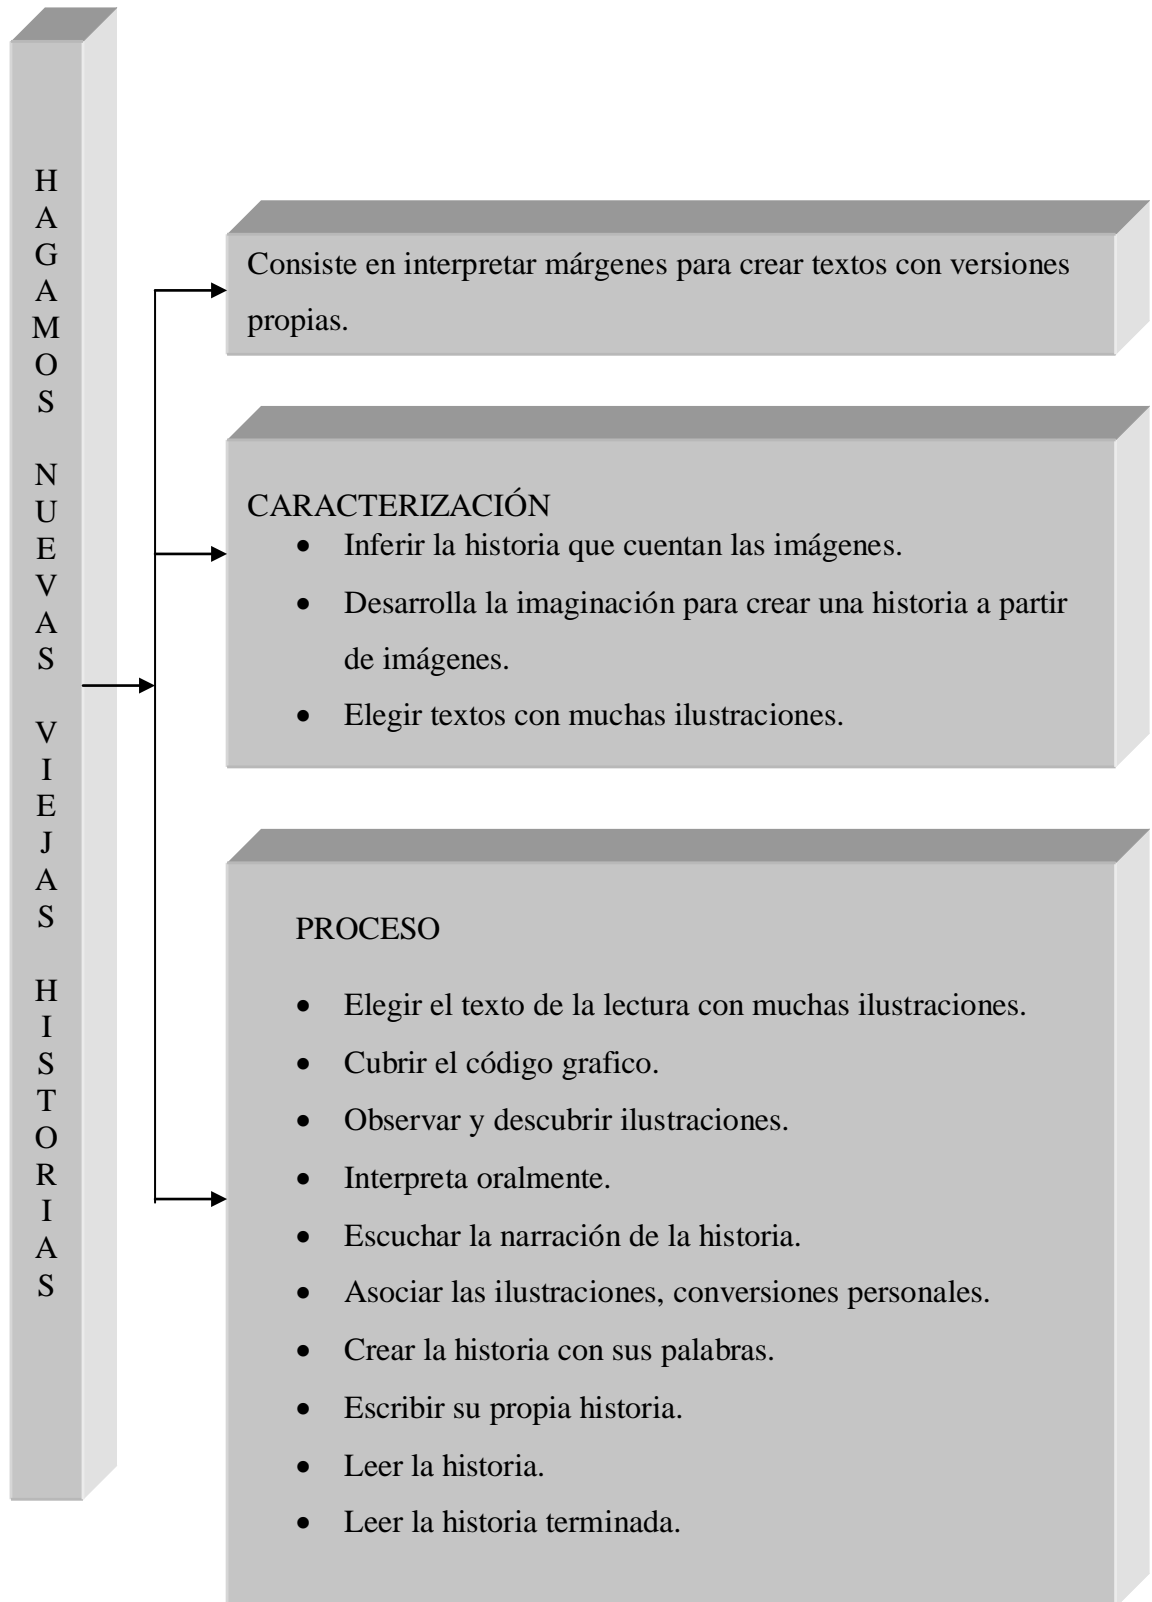 HAGAMOS NUEVAS VIEJAS HISTORIAS
Consiste en interpretar márgenes para crear textos con versiones
propias.
CARACTERIZACIÓN
• Inferir la historia que cuentan las imágenes.
• Desarrolla la imaginación para crear una historia a partir
de imágenes.
• Elegir textos con muchas ilustraciones.
PROCESO
• Elegir el texto de la lectura con muchas ilustraciones.
• Cubrir el código grafico.
• Observar y descubrir ilustraciones.
• Interpreta oralmente.
• Escuchar la narración de la historia.
• Asociar las ilustraciones, conversiones personales.
• Crear la historia con sus palabras.
• Escribir su propia historia.
• Leer la historia.
• Leer la historia terminada.